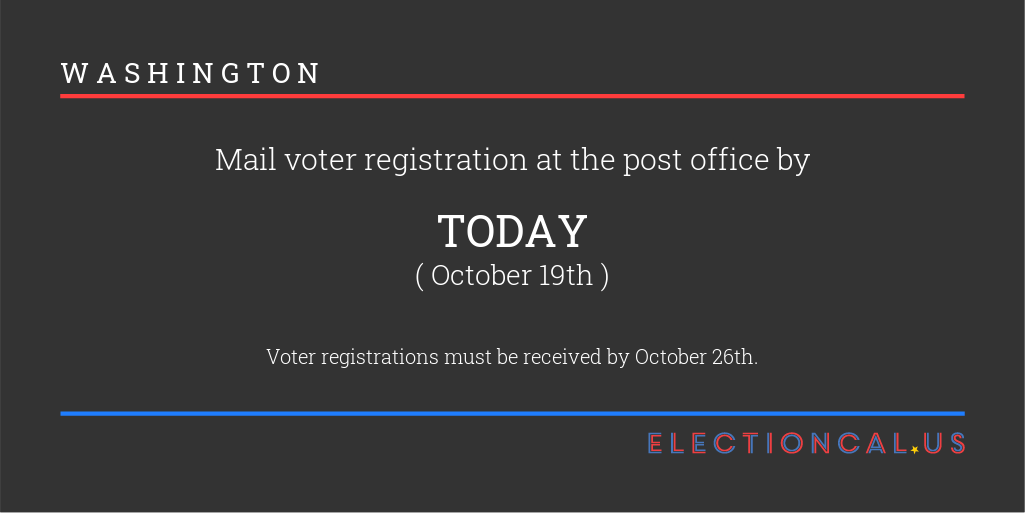 WASHINGTON
Mail voter registration at the post office by
TODAY
( October 19th )
Voter registrations must be received by October 26th.
ELECTIONCAL.US